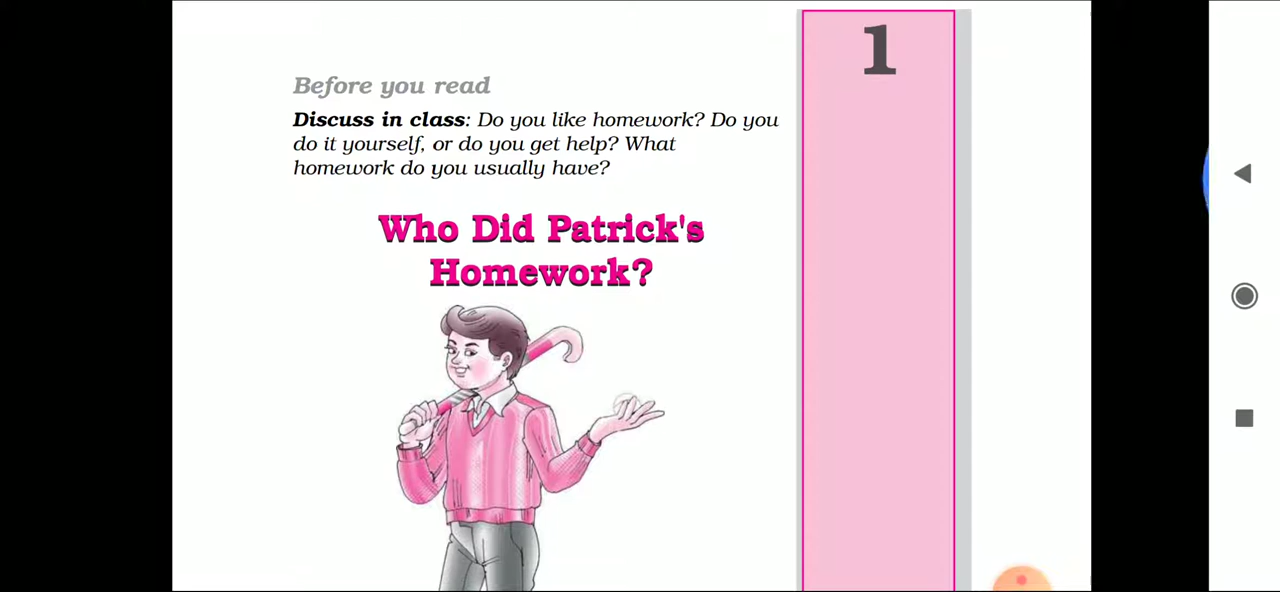 1
Before you read
Discuss in class: Do you like homework? Do you
do it yourself, or do you get help? What
homework do you usually have?
Who Did Patrick's
Homework?